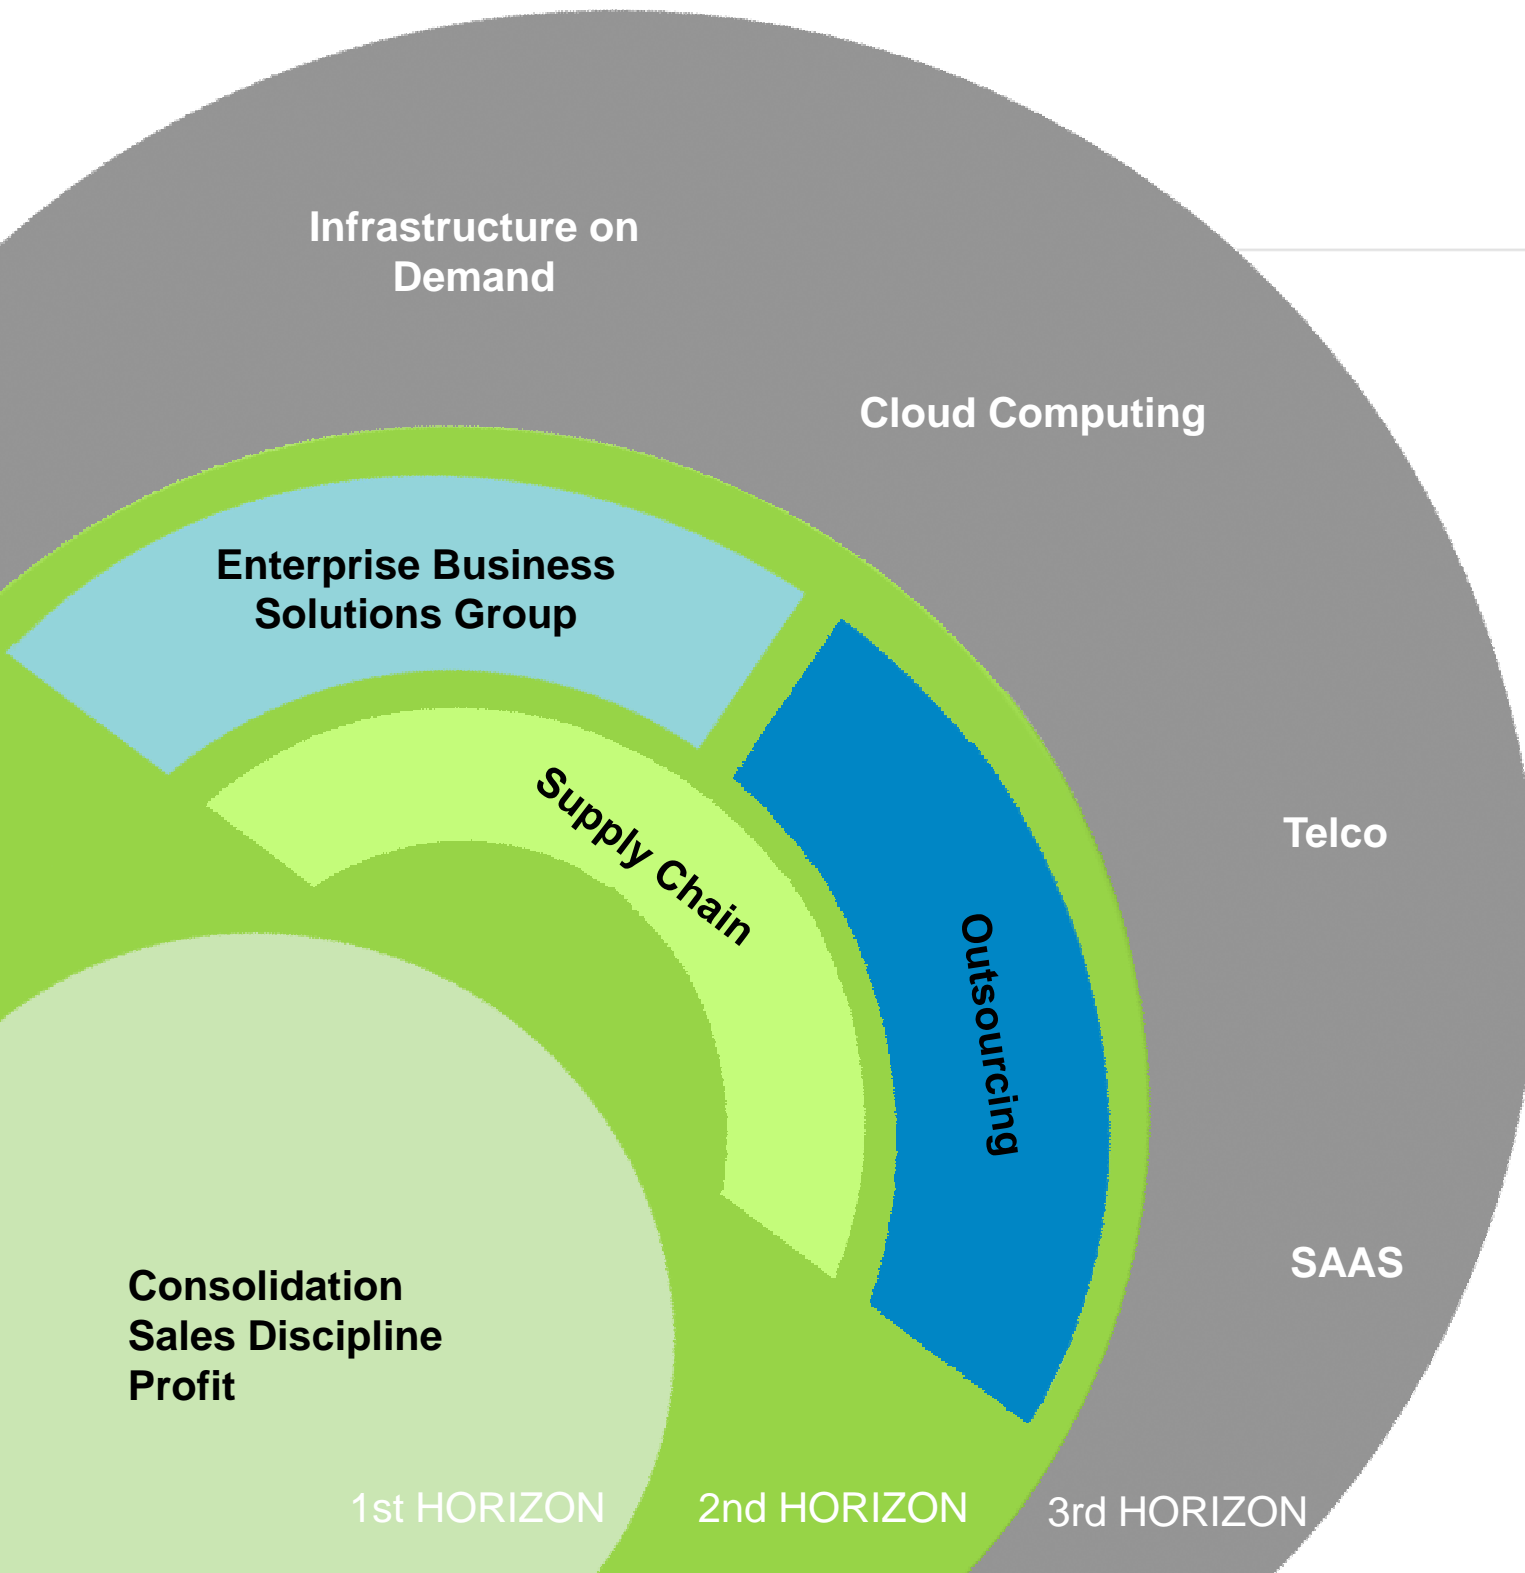 Infrastructure on
Demand
Cloud Computing
Enterprise Business
Solutions Group
Supply Chain
Telco
Outsourcing
SAAS
Consolidation
Sales Discipline
Profit
1st HORIZON
2nd HORIZON
3rd HORIZON